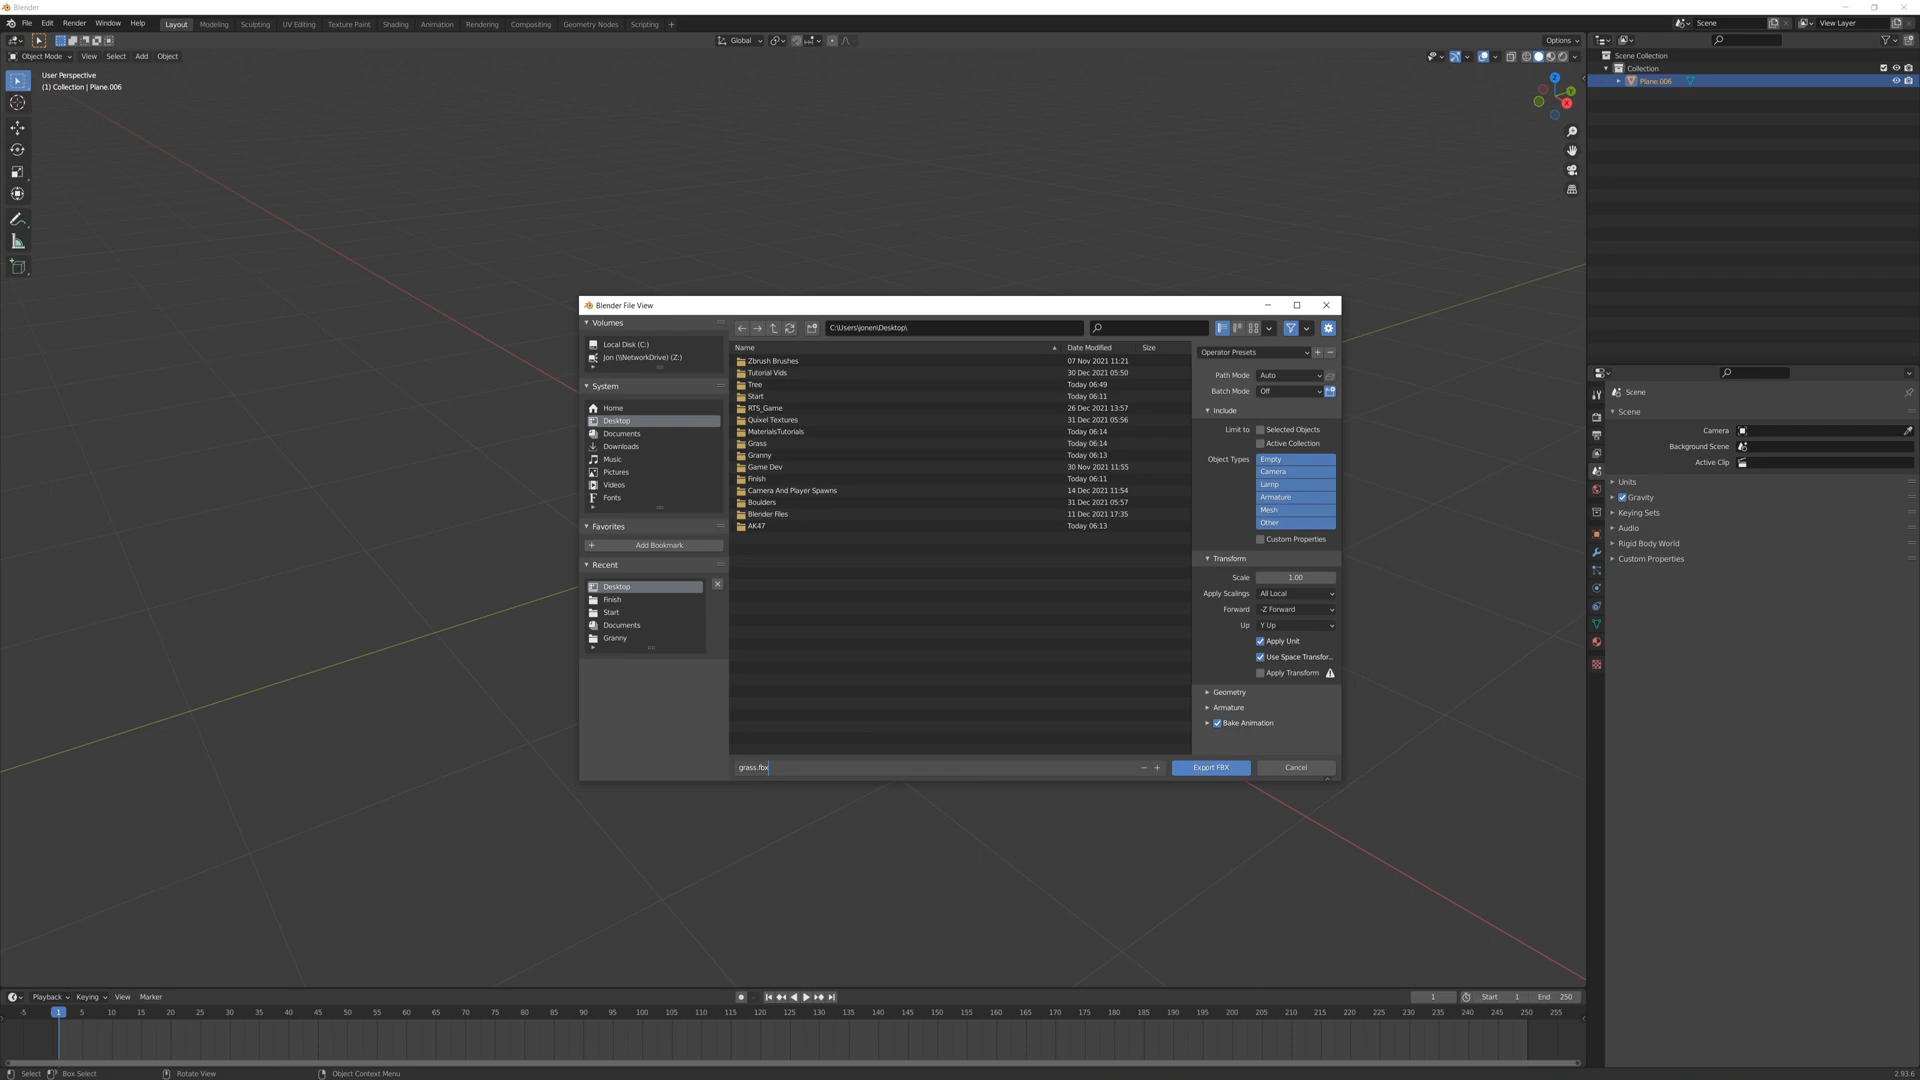 Blender
File Edit Render Window Help Layout Modeling Sculpting UV Editing Texture Paint Shading Animation Rendering Compositing Geometry Nodes Scripting + Scene View Layer
Global Options
Object Mode View Select Add Object
User Perspective
(1) Collection | Plane.006
Z
Y
X
Scene Collection
Collection
Plane.006
Blender File View
Volumes
Local Disk (C:)
Jon (\\NetworkDrive) (Z:)
System
Home
Desktop
Documents
Downloads
Music
Pictures
Videos
Fonts
Favorites
Add Bookmark
Recent
Desktop
Finish
Start
Documents
Granny
C:\Users\jonen\Desktop\
Name Date Modified Size
Zbrush Brushes 07 Nov 2021 11:21
Tutorial Vids 30 Dec 2021 05:50
Tree Today 06:49
Start Today 06:11
RTS_Game 26 Dec 2021 13:57
Quixel Textures 31 Dec 2021 05:56
MaterialsTutorials Today 06:14
Grass Today 06:14
Granny Today 06:13
Game Dev 30 Nov 2021 11:55
Finish Today 06:11
Camera And Player Spawns 14 Dec 2021 11:54
Boulders 31 Dec 2021 05:57
Blender Files 11 Dec 2021 17:35
AK47 Today 06:13
grass.fbx
Operator Presets
Path Mode Auto
Batch Mode Off
Include
Limit to Selected Objects
Active Collection
Object Types Empty
Camera
Lamp
Armature
Mesh
Other
Custom Properties
Transform
Scale 1.00
Apply Scalings All Local
Forward -Z Forward
Up Y Up
Apply Unit
Use Space Transfor...
Apply Transform
Geometry
Armature
Bake Animation
Export FBX Cancel
Scene
Scene
Camera
Background Scene
Active Clip
Units
Gravity
Keying Sets
Audio
Rigid Body World
Custom Properties
Playback Keying View Marker 1 Start 1 End 250
-5 1 5 10 15 20 25 30 35 40 45 50 55 60 65 70 75 80 85 90 95 100 105 110 115 120 125 130 135 140 145 150 155 160 165 170 175 180 185 190 195 200 205 210 215 220 225 230 235 240 245 250 255
Select Box Select Rotate View Object Context Menu 2.93.6